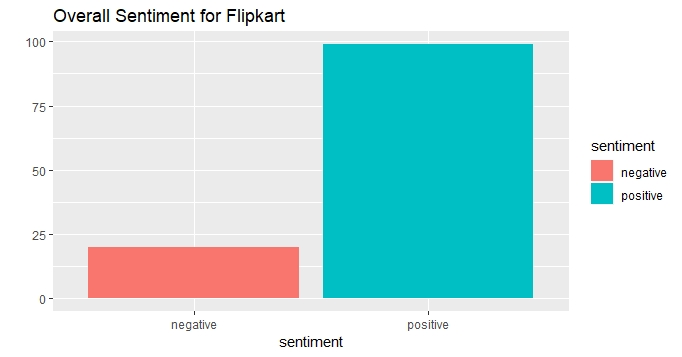 Overall Sentiment for Flipkart
100
75
50
25
0
negative
positive
sentiment
sentiment
negative
positive